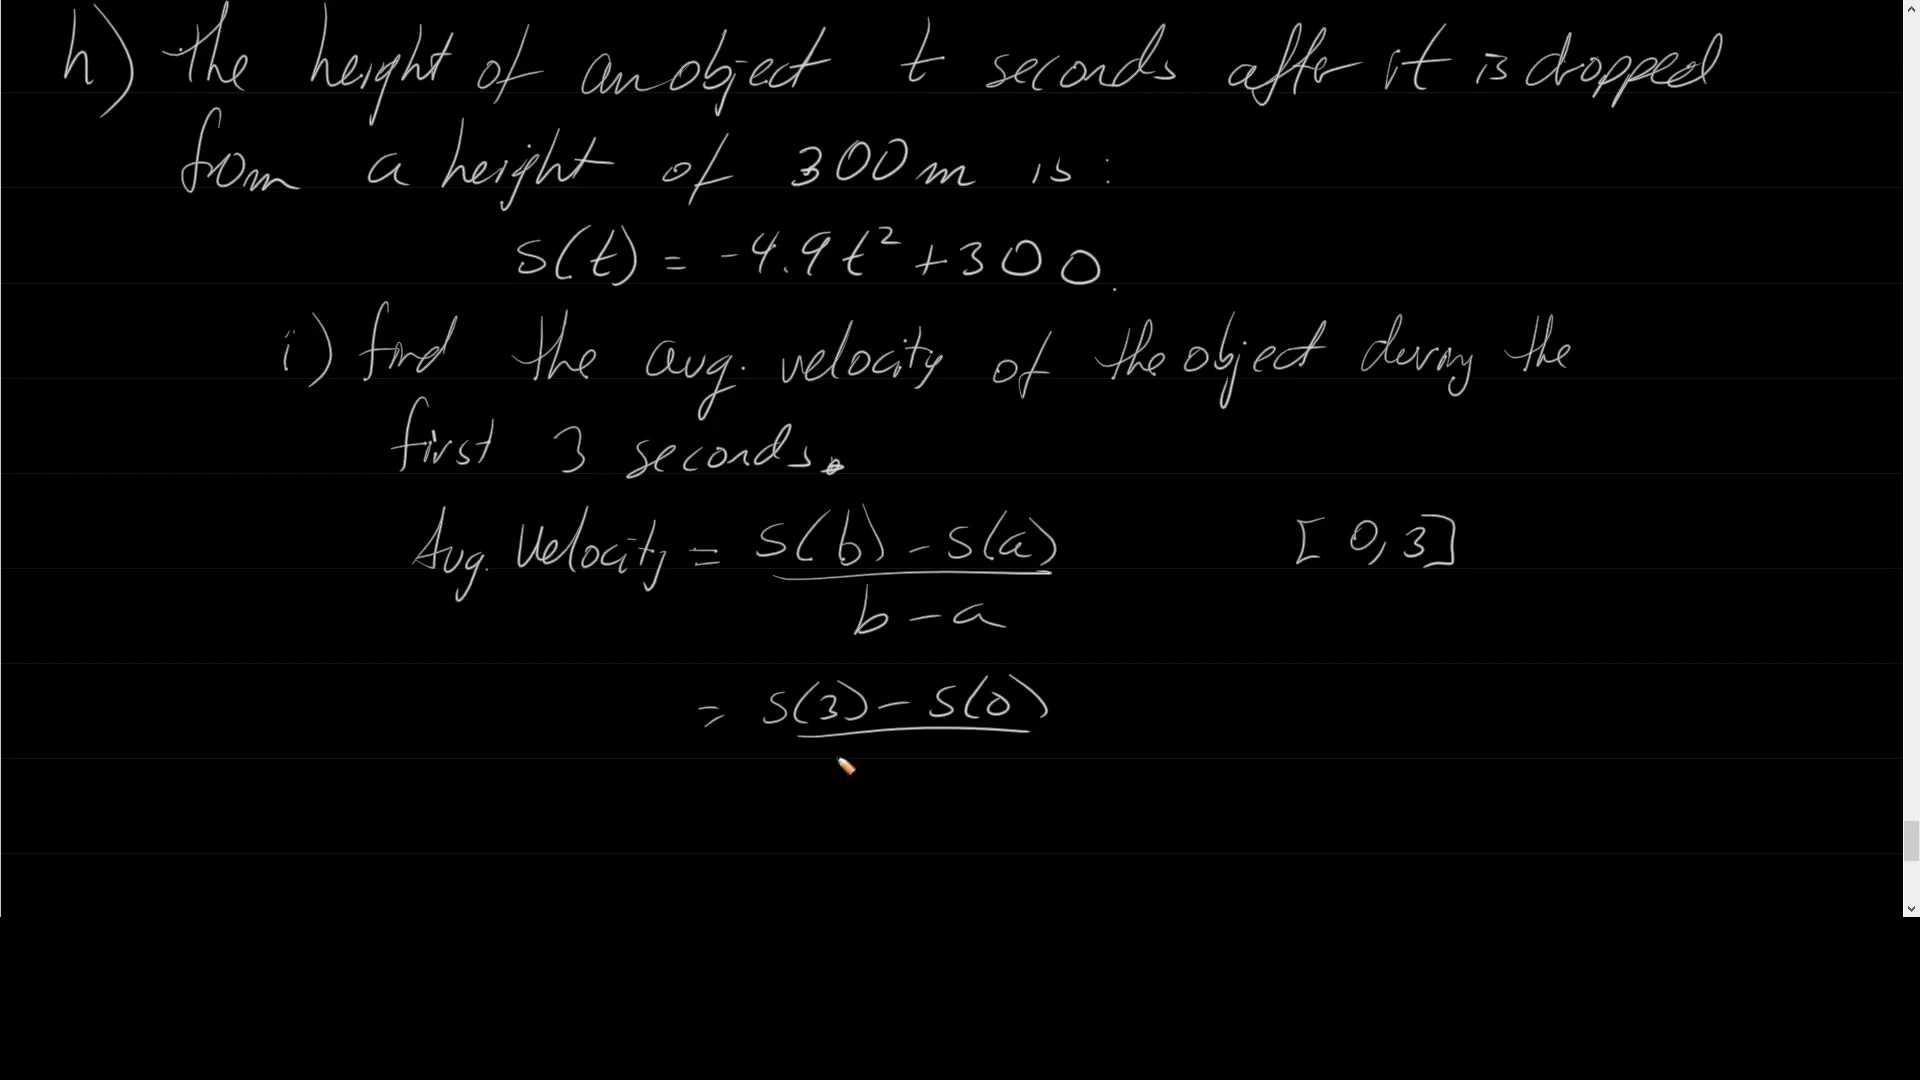 h) the height of an object t seconds after it is dropped
from a height of 300m is:
s(t) = -4.9t² + 300.
i) find the avg. velocity of the object during the
first 3 seconds.
Avg. Velocity = s(b) - s(a) [0,3]
b - a
= s(3) - s(0)